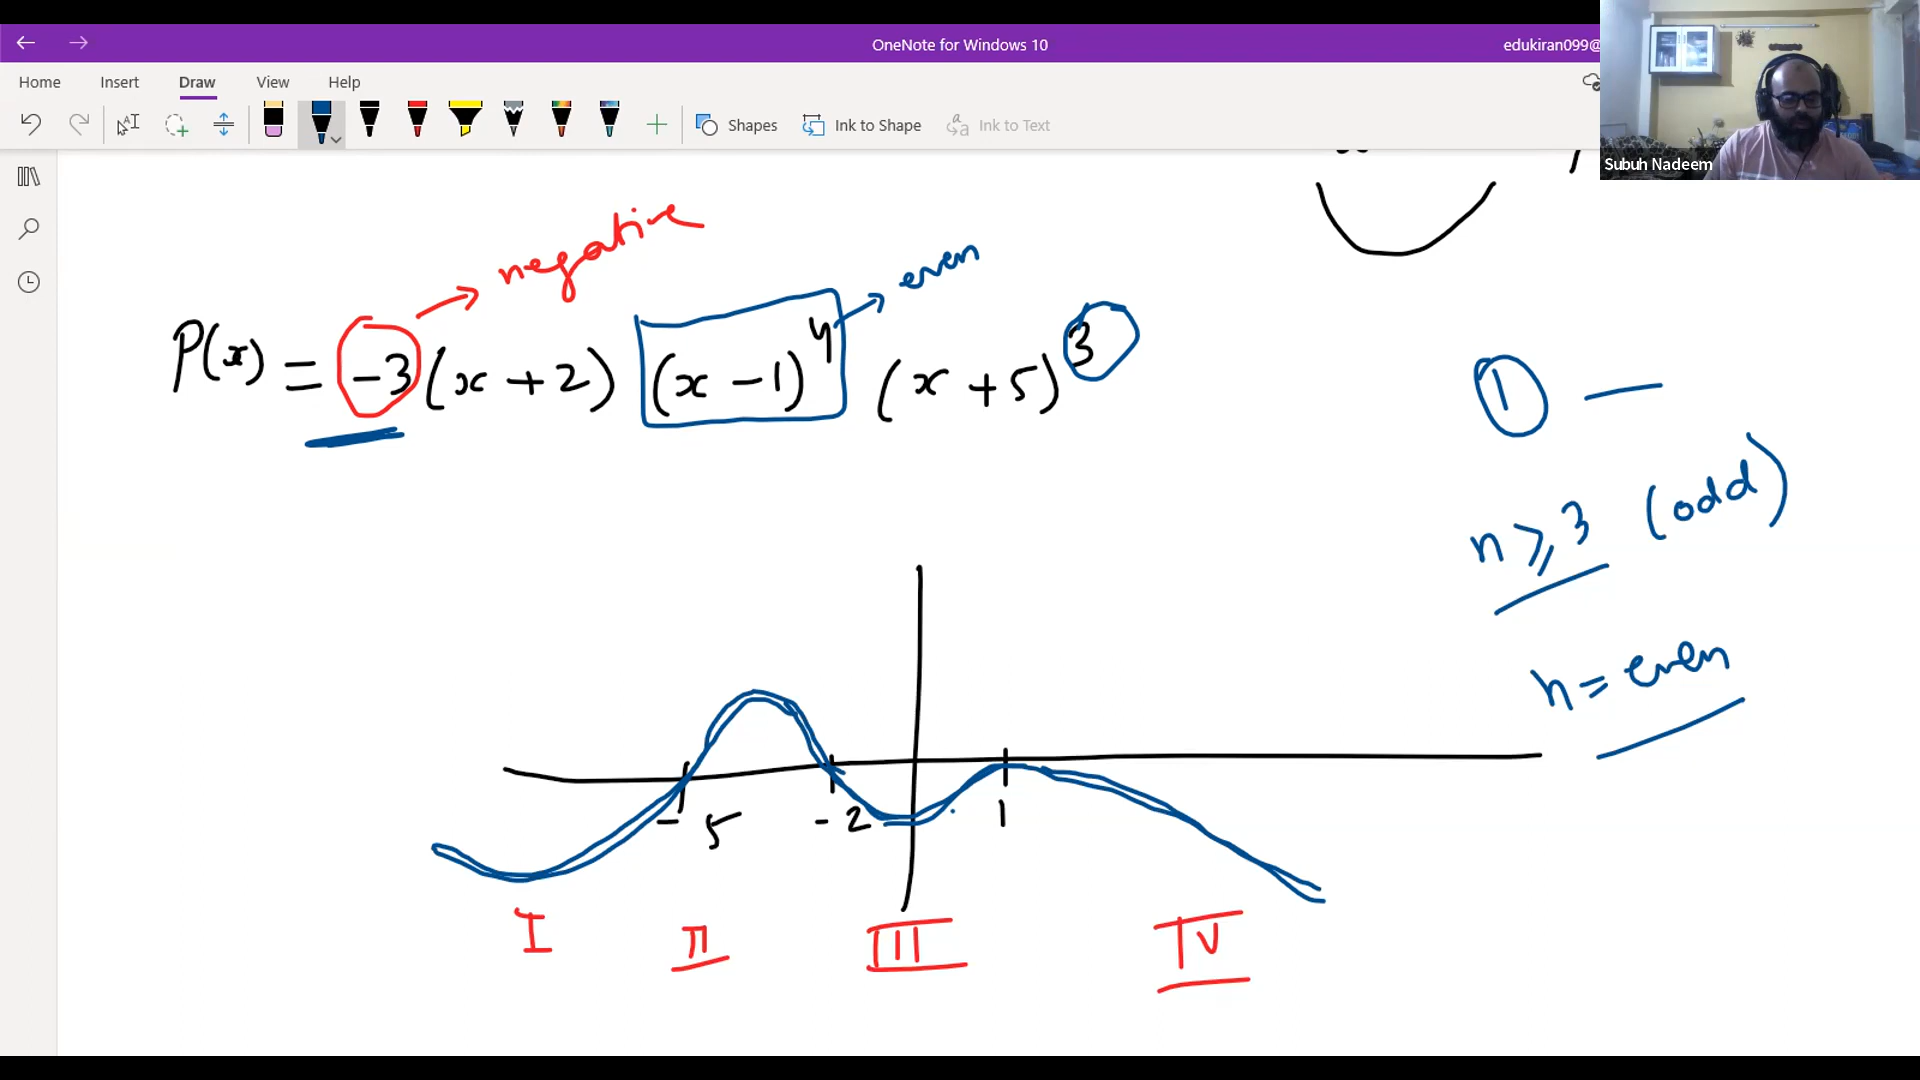 OneNote for Windows 10
edukiran099@
Home Insert Draw View Help
Shapes Ink to Shape Ink to Text
Subuh Nadeem
negative
even
P(x) = -3 (x + 2) (x - 1)^4 (x + 5)^3
① —
n ⩾ 3 (odd)
n = even
- 5 - 2 1
I II III IV